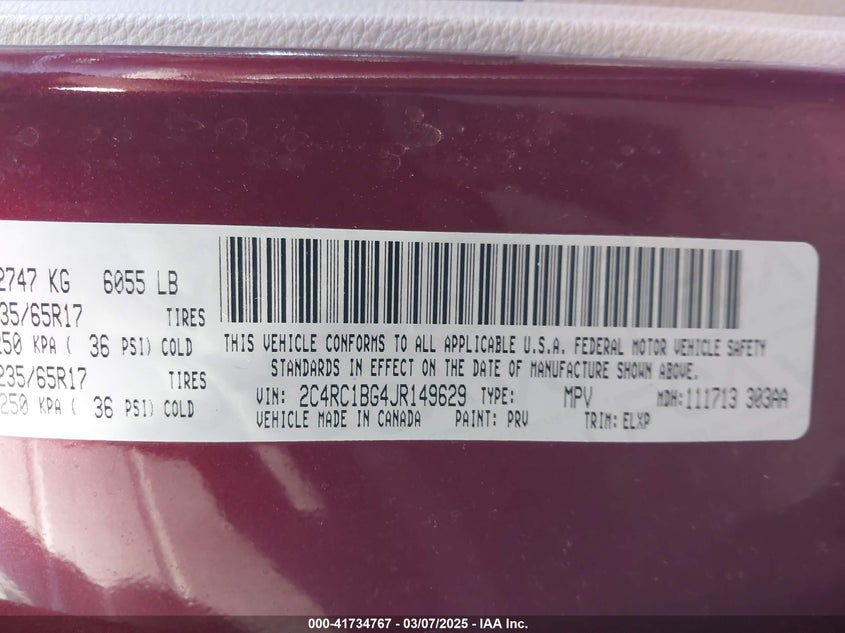 2747 KG 6055 LB
35/65R17 TIRES
250 KPA ( 36 PSI) COLD
235/65R17 TIRES
250 KPA ( 36 PSI) COLD
THIS VEHICLE CONFORMS TO ALL APPLICABLE U.S.A. FEDERAL MOTOR VEHICLE SAFETY
STANDARDS IN EFFECT ON THE DATE OF MANUFACTURE SHOWN ABOVE.
VIN: 2C4RC1BG4JR149629 TYPE: MPV MDH:111713 303AA
VEHICLE MADE IN CANADA PAINT: PRV TRIM: ELXP
000-41734767 - 03/07/2025 - IAA Inc.